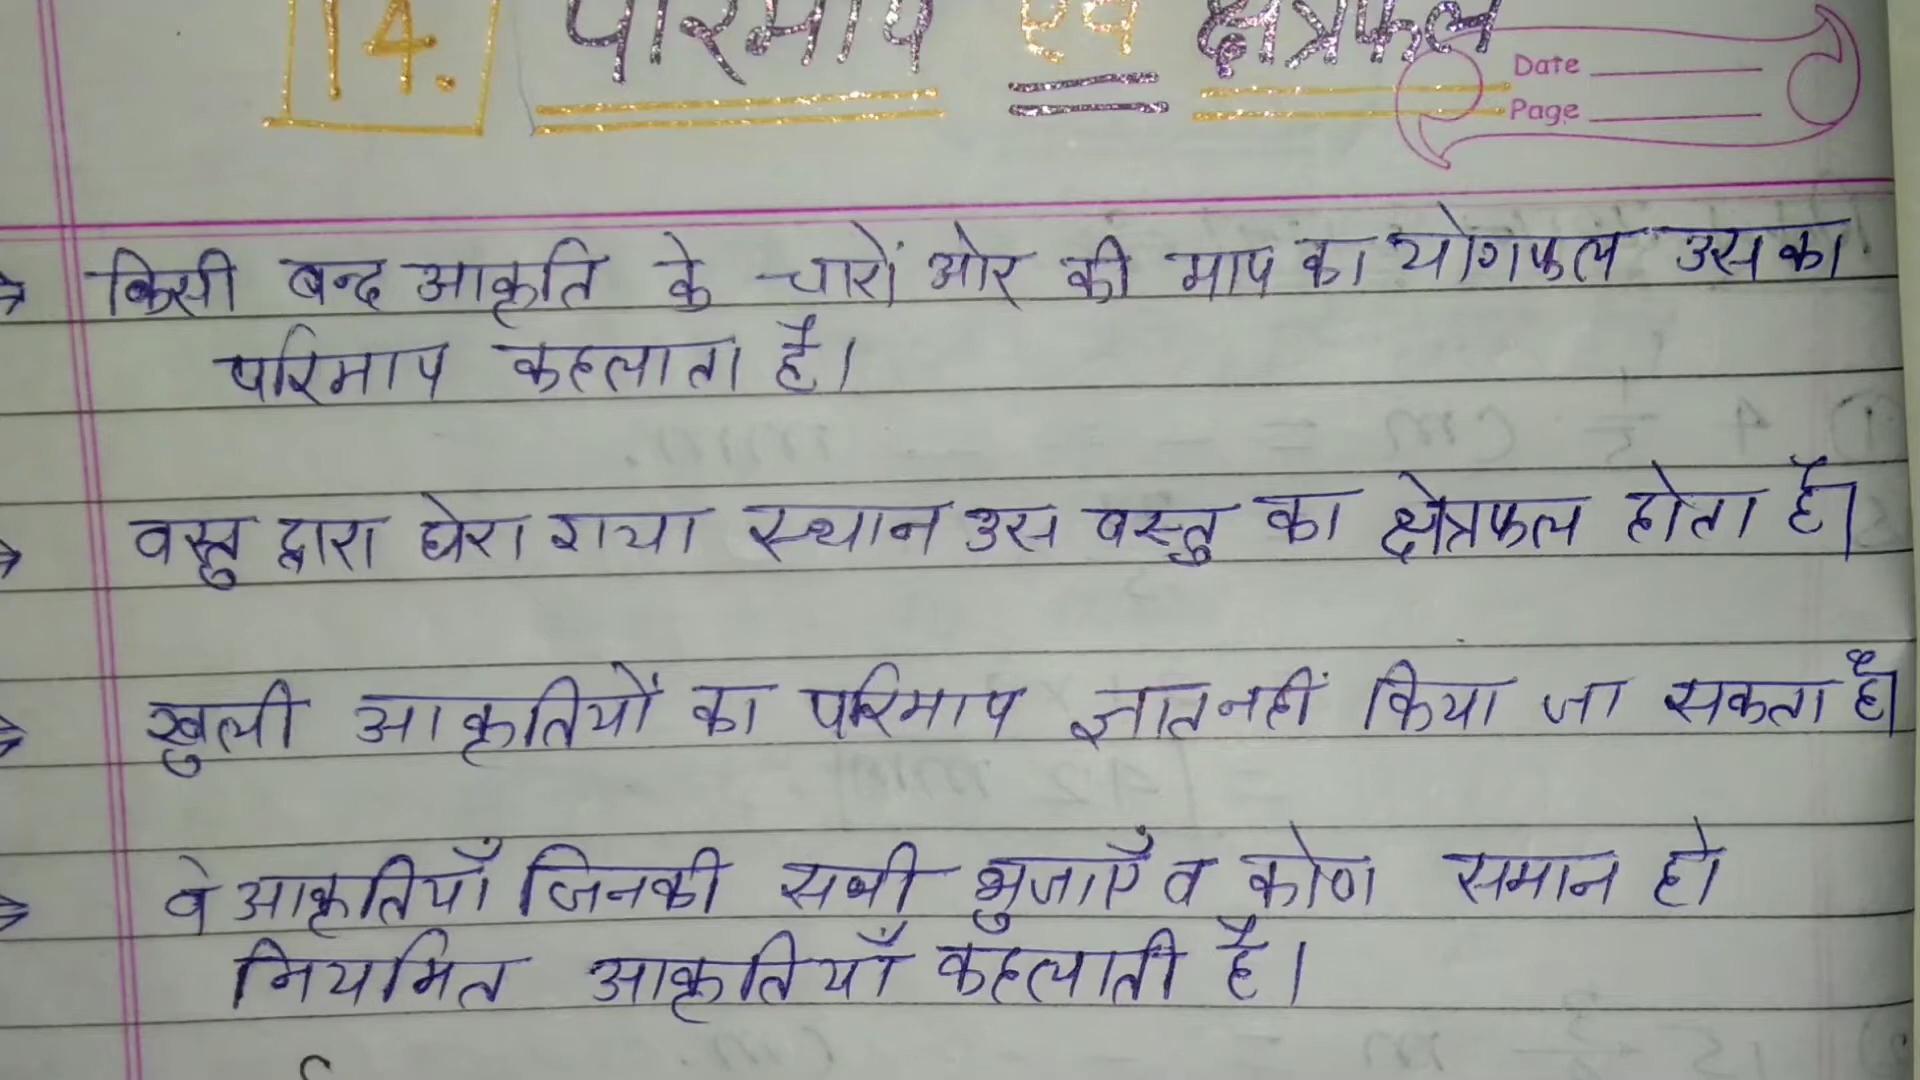 14. परिमाप एवं क्षेत्रफल
Date
Page
→ किसी बन्द आकृति के चारों ओर की माप का योगफल उसका
परिमाप कहलाता है।
→ वस्तु द्वारा घेरा गया स्थान उस वस्तु का क्षेत्रफल होता है।
→ खुली आकृतियों का परिमाप ज्ञात नहीं किया जा सकता है।
→ वे आकृतियाँ जिनकी सभी भुजाएँ व कोण समान हो
नियमित आकृतियाँ कहलाती है।